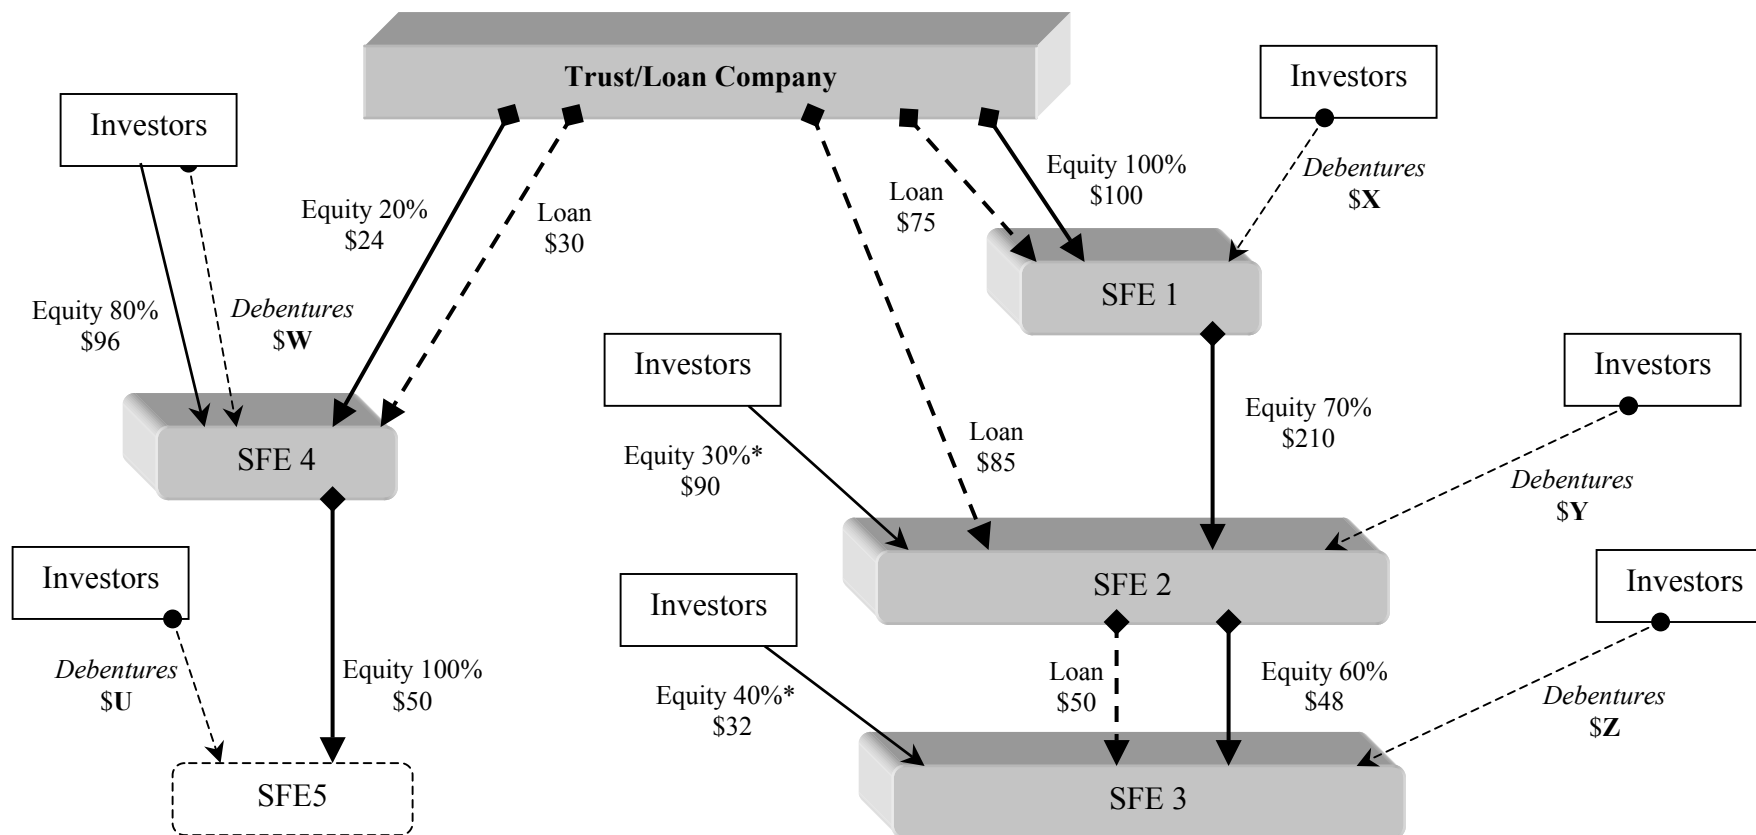 Trust/Loan Company
Investors
Investors
Equity 100%
$100
Debentures
$X
Loan
$75
Equity 20%
$24
Loan
$30
Equity 80%
$96
Debentures
$W
SFE 1
Investors
Investors
Equity 70%
$210
Loan
$85
SFE 4
Equity 30%*
$90
Debentures
$Y
Investors
SFE 2
Investors
Investors
Debentures
$U
Equity 100%
$50
Equity 40%*
$32
Loan
$50
Equity 60%
$48
Debentures
$Z
SFE5
SFE 3